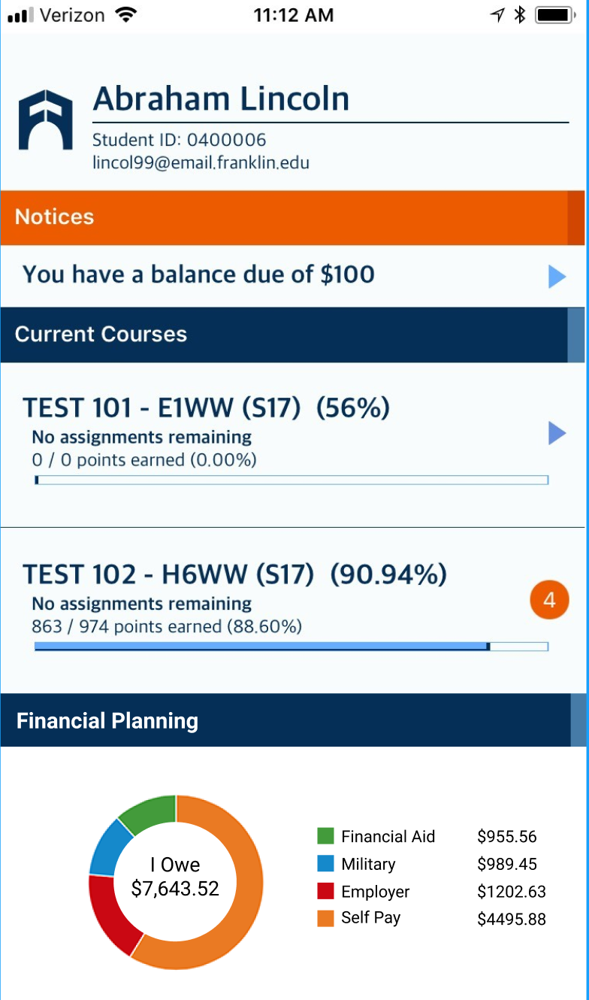 Verizon 11:12 AM
Abraham Lincoln
Student ID: 0400006
lincol99@email.franklin.edu
Notices
You have a balance due of $100
Current Courses
TEST 101 - E1WW (S17) (56%)
No assignments remaining
0 / 0 points earned (0.00%)
TEST 102 - H6WW (S17) (90.94%)
4
No assignments remaining
863 / 974 points earned (88.60%)
Financial Planning
I Owe
$7,643.52
Financial Aid $955.56
Military $989.45
Employer $1202.63
Self Pay $4495.88